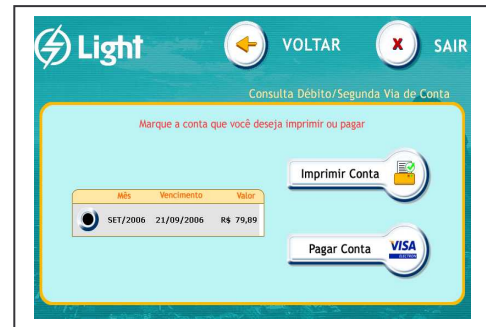 Light
VOLTAR
X
SAIR
Consulta Débito/Segunda Via de Conta
Marque a conta que você deseja imprimir ou pagar
Mês Vencimento Valor
SET/2006 21/09/2006 R$ 79,89
Imprimir Conta
Pagar Conta
VISA
ELECTRON